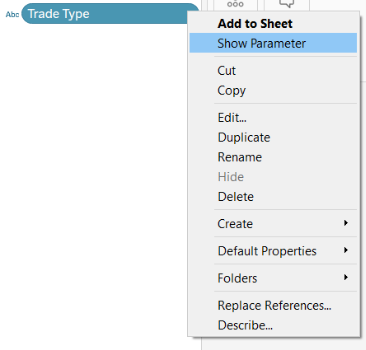 Abc Trade Type
Add to Sheet
Show Parameter
Cut
Copy
Edit...
Duplicate
Rename
Hide
Delete
Create
Default Properties
Folders
Replace References...
Describe...